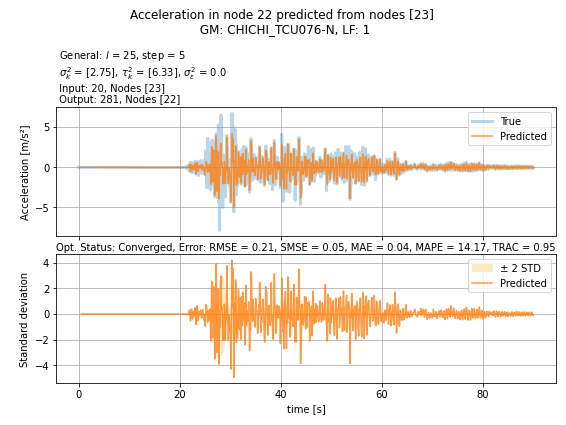 Acceleration in node 22 predicted from nodes [23]
GM: CHICHI_TCU076-N, LF: 1
General: l = 25, step = 5
σ²ₖ = [2.75], τ²ₖ = [6.33], σ²ε = 0.0
Input: 20, Nodes [23]
Output: 281, Nodes [22]
True
Predicted
Acceleration [m/s²]
5
0
−5
Opt. Status: Converged, Error: RMSE = 0.21, SMSE = 0.05, MAE = 0.04, MAPE = 14.17, TRAC = 0.95
± 2 STD
Predicted
Standard deviation
4
2
0
−2
−4
0 20 40 60 80
time [s]